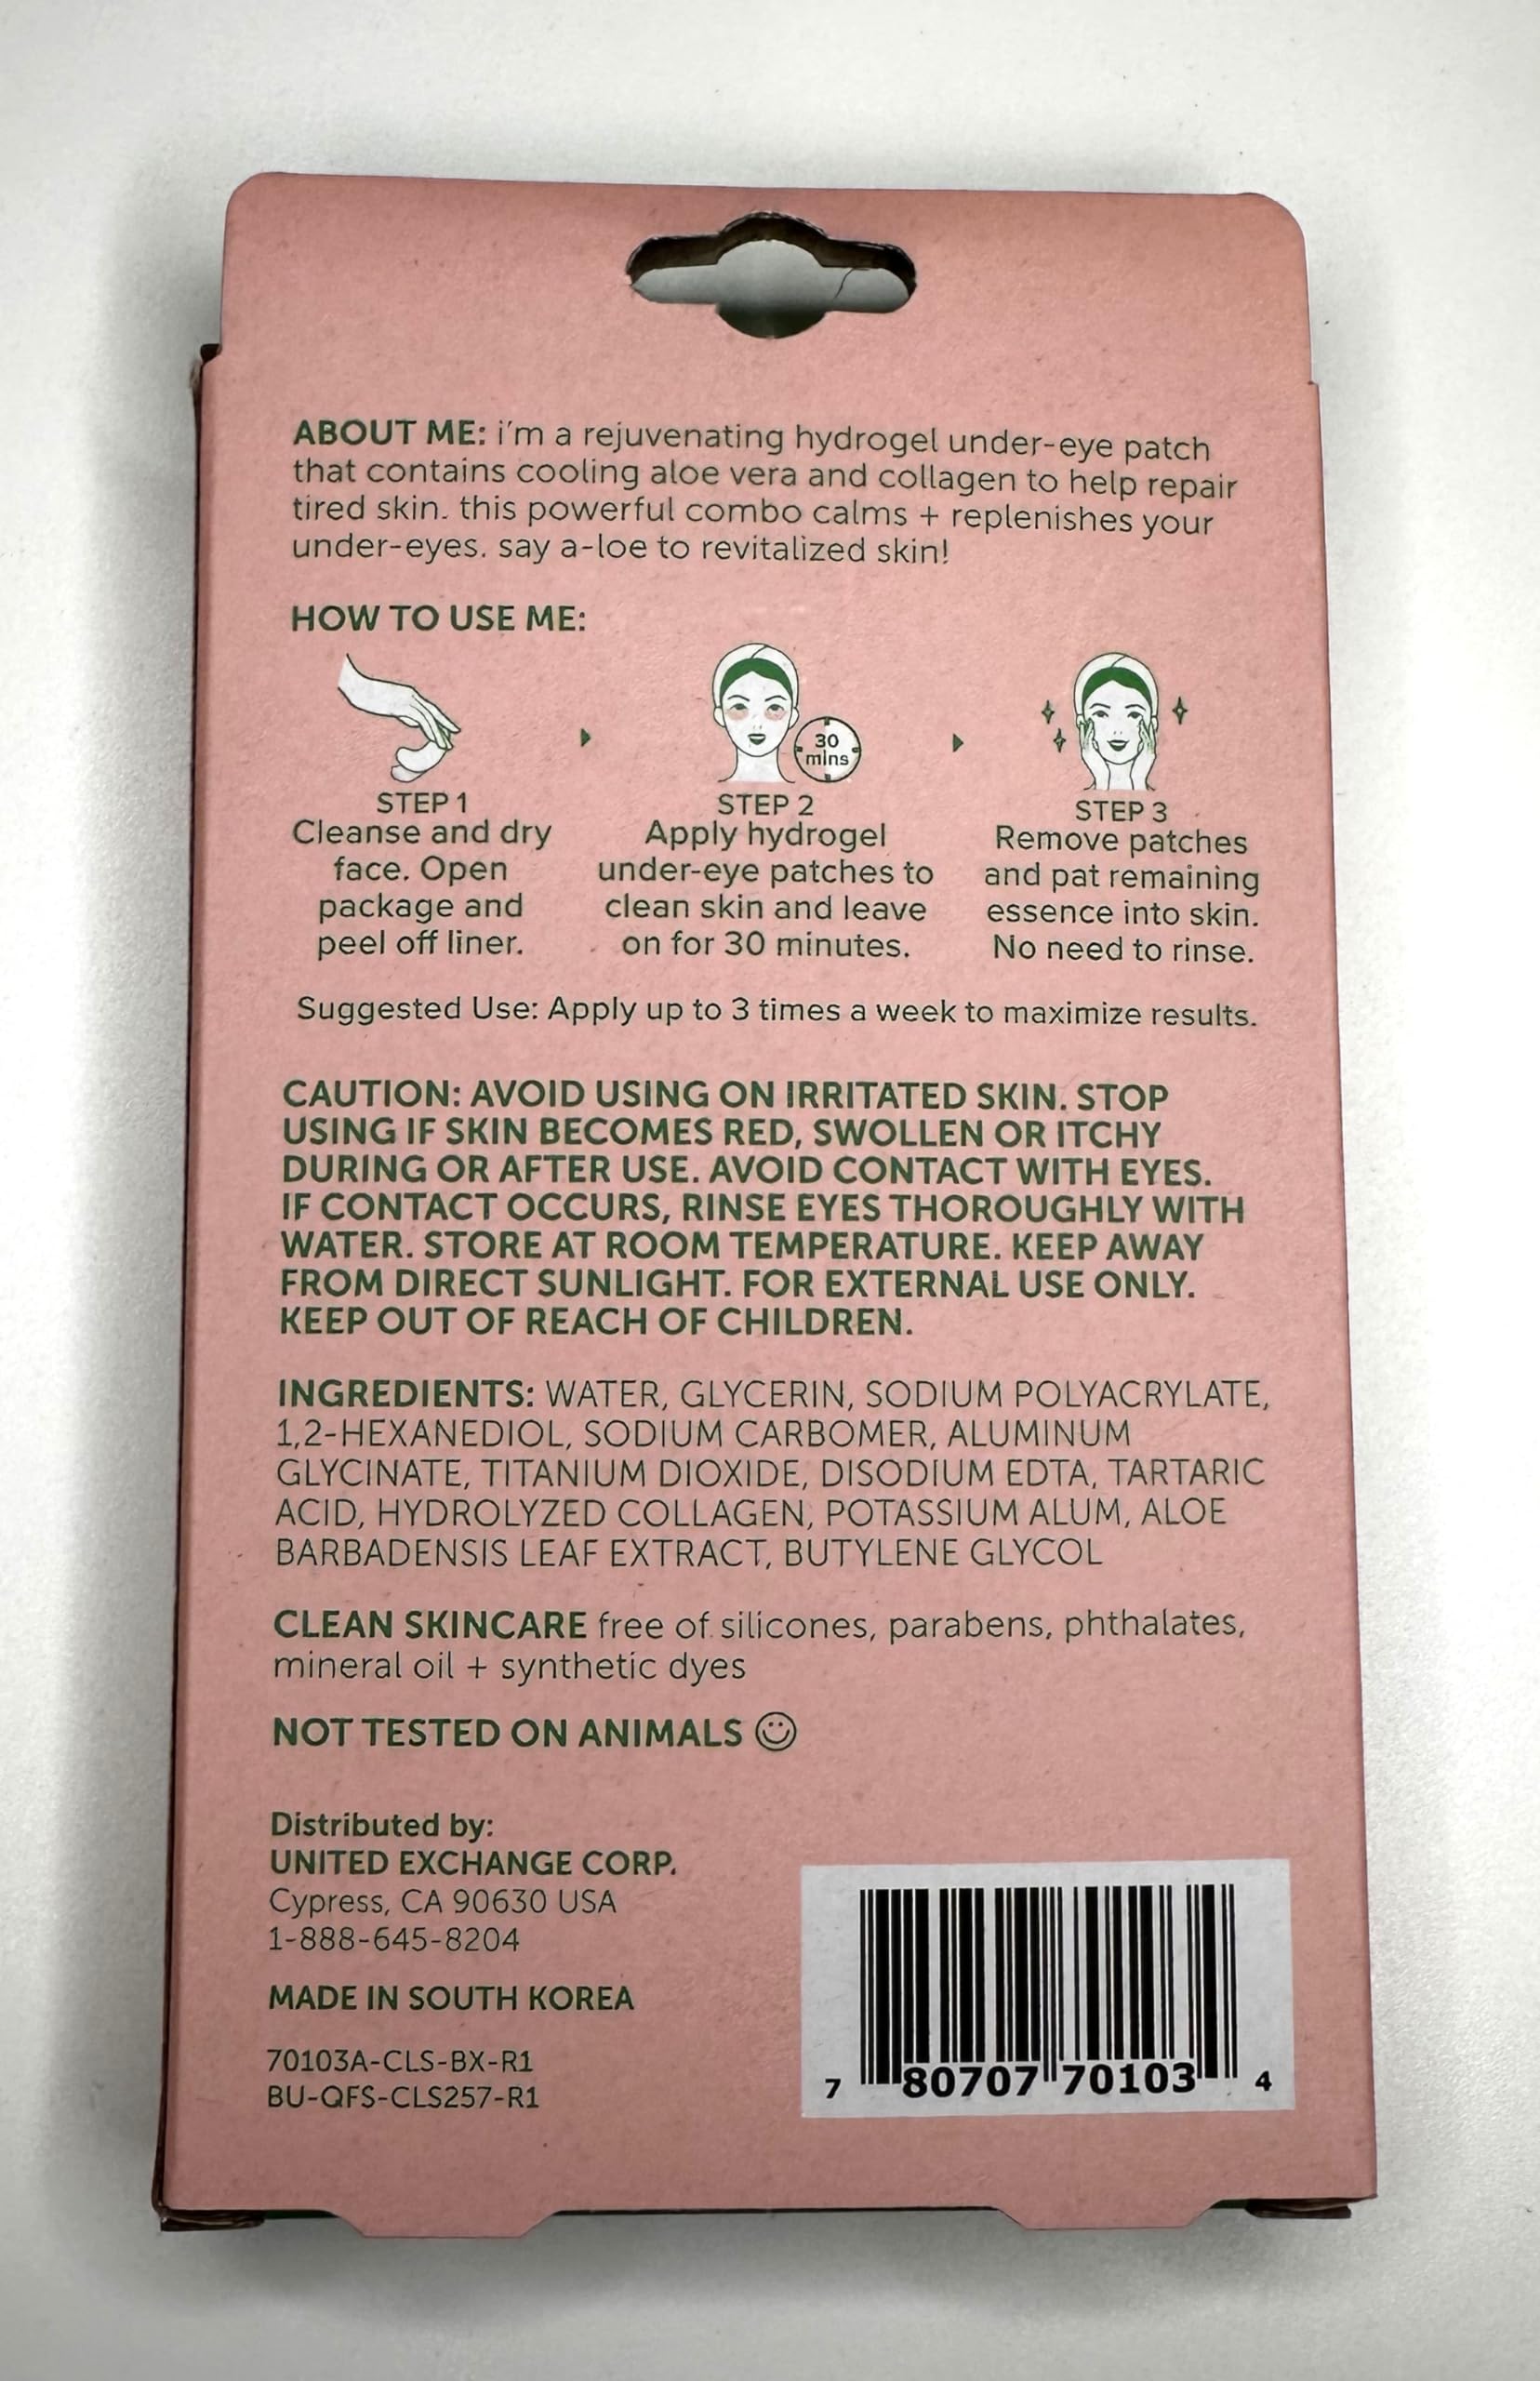 ABOUT ME: i'm a rejuvenating hydrogel under-eye patch
that contains cooling aloe vera and collagen to help repair
tired skin. this powerful combo calms + replenishes your
under-eyes. say a-loe to revitalized skin!
HOW TO USE ME:
30
mins
STEP 1
Cleanse and dry
face. Open
package and
peel off liner.
STEP 2
Apply hydrogel
under-eye patches to
clean skin and leave
on for 30 minutes.
STEP 3
Remove patches
and pat remaining
essence into skin.
No need to rinse.
Suggested Use: Apply up to 3 times a week to maximize results.
CAUTION: AVOID USING ON IRRITATED SKIN. STOP
USING IF SKIN BECOMES RED, SWOLLEN OR ITCHY
DURING OR AFTER USE. AVOID CONTACT WITH EYES.
IF CONTACT OCCURS, RINSE EYES THOROUGHLY WITH
WATER. STORE AT ROOM TEMPERATURE. KEEP AWAY
FROM DIRECT SUNLIGHT. FOR EXTERNAL USE ONLY.
KEEP OUT OF REACH OF CHILDREN.
INGREDIENTS: WATER, GLYCERIN, SODIUM POLYACRYLATE,
1,2-HEXANEDIOL, SODIUM CARBOMER, ALUMINUM
GLYCINATE, TITANIUM DIOXIDE, DISODIUM EDTA, TARTARIC
ACID, HYDROLYZED COLLAGEN, POTASSIUM ALUM, ALOE
BARBADENSIS LEAF EXTRACT, BUTYLENE GLYCOL
CLEAN SKINCARE free of silicones, parabens, phthalates,
mineral oil + synthetic dyes
NOT TESTED ON ANIMALS
Distributed by:
UNITED EXCHANGE CORP.
Cypress, CA 90630 USA
1-888-645-8204
MADE IN SOUTH KOREA
70103A-CLS-BX-R1
BU-QFS-CLS257-R1
7 80707 70103 4